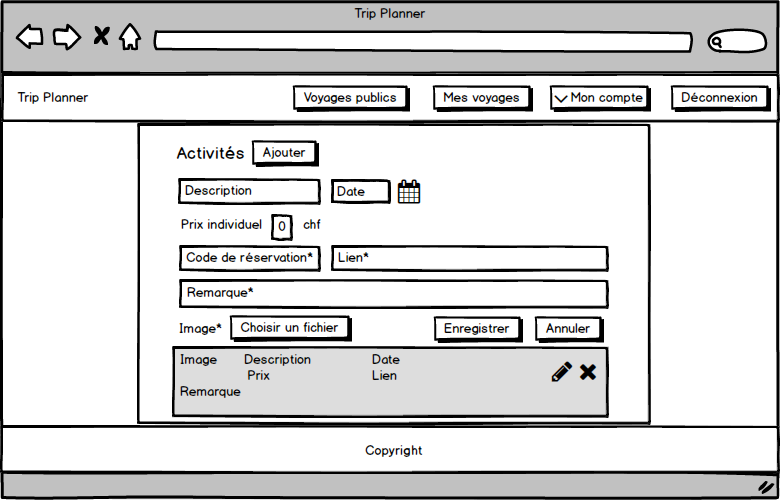 Trip Planner
Trip Planner Voyages publics Mes voyages Mon compte Déconnexion
Activités Ajouter
Description Date
Prix individuel 0 chf
Code de réservation* Lien*
Remarque*
Image* Choisir un fichier Enregistrer Annuler
Image Description Date
Prix Lien
Remarque
Copyright